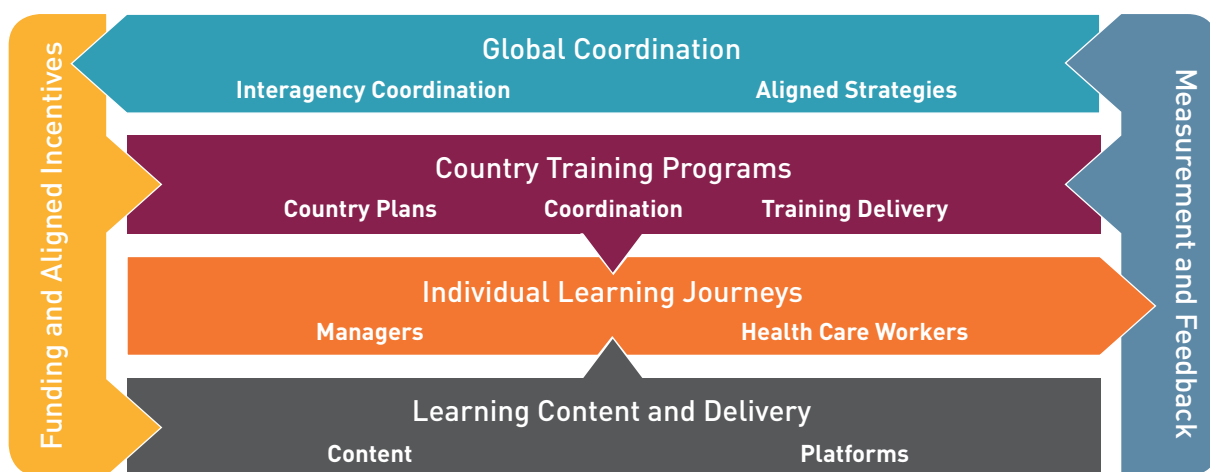 Funding and Aligned Incentives
Global Coordination
Interagency Coordination Aligned Strategies
Country Training Programs
Country Plans Coordination Training Delivery
Individual Learning Journeys
Managers Health Care Workers
Learning Content and Delivery
Content Platforms
Measurement and Feedback